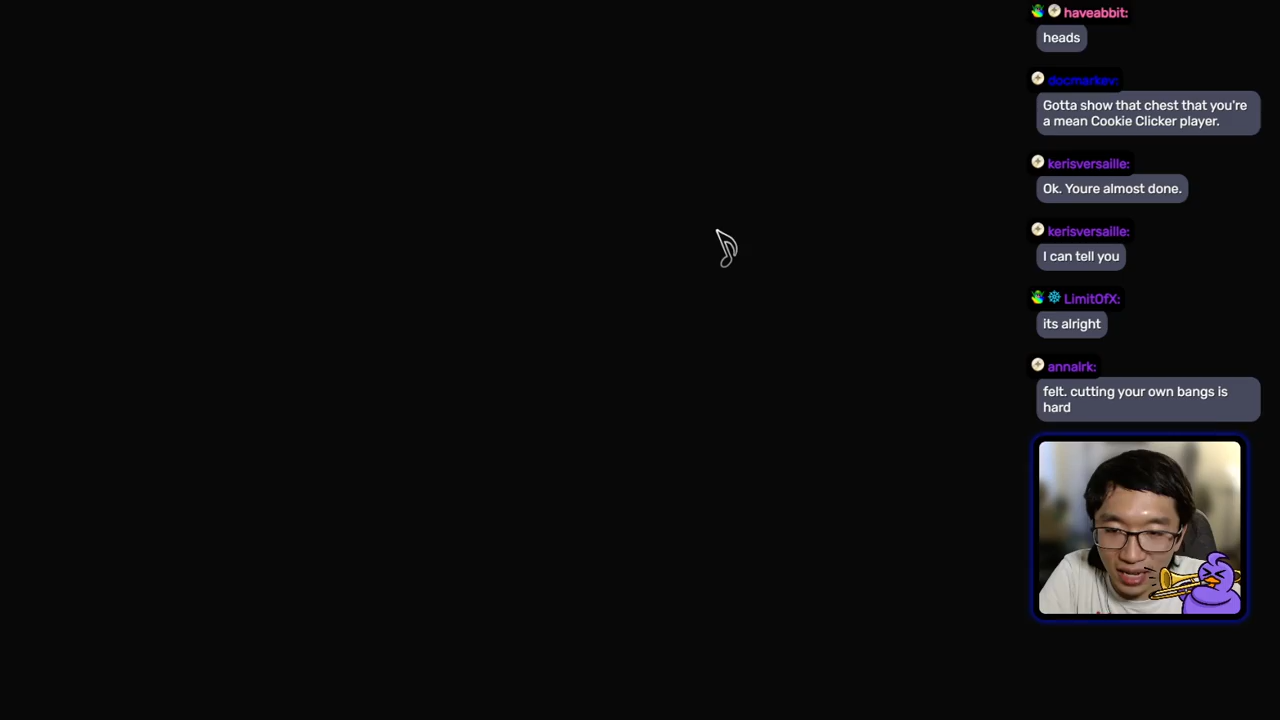 haveabbit:
heads
docmarkev:
Gotta show that chest that you're
a mean Cookie Clicker player.
kerisversaille:
Ok. Youre almost done.
kerisversaille:
I can tell you
LimitOfX:
its alright
annalrk:
felt. cutting your own bangs is
hard